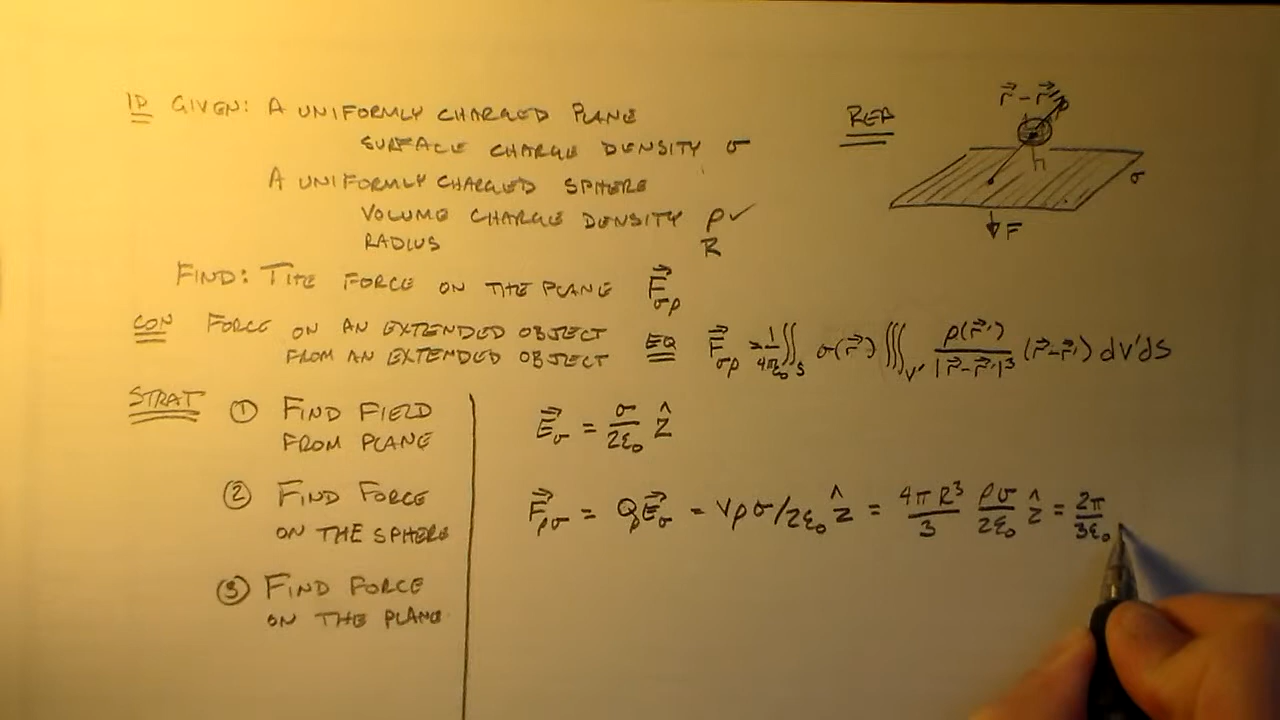 ID GIVEN: A UNIFORMLY CHARGED PLANE
SURFACE CHARGE DENSITY σ
A UNIFORMLY CHARGED SPHERE
VOLUME CHARGE DENSITY ρ ✓
RADIUS R
FIND: THE FORCE ON THE PLANE F⃗σρ
REP
r⃗ - r⃗' ρ
h
σ
F
CON FORCE ON AN EXTENDED OBJECT
FROM AN EXTENDED OBJECT
EQ F⃗σρ = 1/4πε₀ ∬S σ(r⃗) ∭V' ρ(r⃗')/|r⃗-r⃗'|³ (r⃗-r⃗') dv'ds
STRAT ① FIND FIELD
FROM PLANE
E⃗σ = σ/2ε₀ ẑ
② FIND FORCE
ON THE SPHERE
F⃗ρσ = QρE⃗σ = Vρσ/2ε₀ ẑ = 4πR³/3 ρσ/2ε₀ ẑ = 2π/3ε₀
③ FIND FORCE
ON THE PLANE